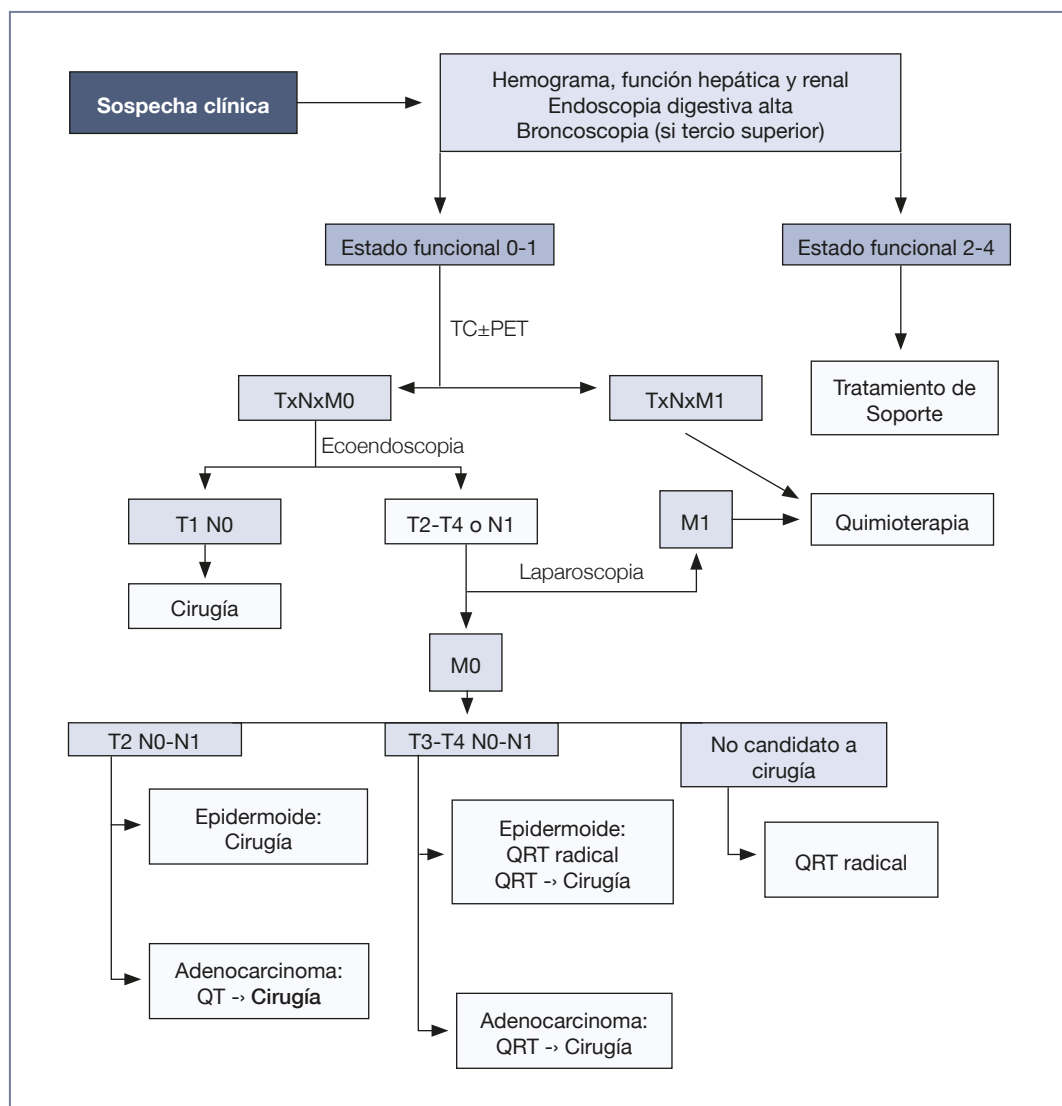 Sospecha clínica
Hemograma, función hepática y renal
Endoscopia digestiva alta
Broncoscopia (si tercio superior)
Estado funcional 0-1
Estado funcional 2-4
TC±PET
TxNxM0
TxNxM1
Tratamiento de
Soporte
Ecoendoscopia
T1 N0
T2-T4 o N1
M1
Quimioterapia
Laparoscopia
Cirugía
M0
T2 N0-N1
T3-T4 N0-N1
No candidato a
cirugía
Epidermoide:
Cirugía
Epidermoide:
QRT radical
QRT -> Cirugía
QRT radical
Adenocarcinoma:
QT -> Cirugía
Adenocarcinoma:
QRT -> Cirugía